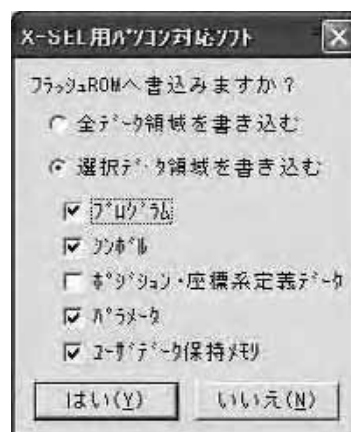 X-SEL用ﾊﾟｿｺﾝ対応ｿﾌﾄ
ﾌﾗｯｼｭROMへ書込みますか？
全ﾃﾞｰﾀ領域を書き込む
選択ﾃﾞｰﾀ領域を書き込む
ﾌﾟﾛｸﾞﾗﾑ
ｼﾝﾎﾞﾙ
ﾎﾟｼﾞｼｮﾝ・座標系定義ﾃﾞｰﾀ
ﾊﾟﾗﾒｰﾀ
ﾕｰｻﾞﾃﾞｰﾀ保持ﾒﾓﾘ
はい(Y) いいえ(N)